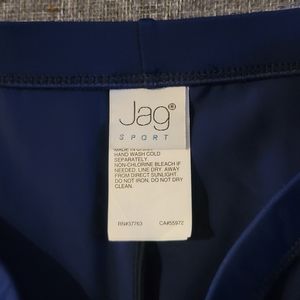 Jag®
SPORT
MADE IN
HAND WASH COLD
SEPARATELY.
NON-CHLORINE BLEACH IF
NEEDED. LINE DRY. AWAY
FROM DIRECT SUNLIGHT.
DO NOT IRON. DO NOT DRY
CLEAN.
RN#37763 CA#55972